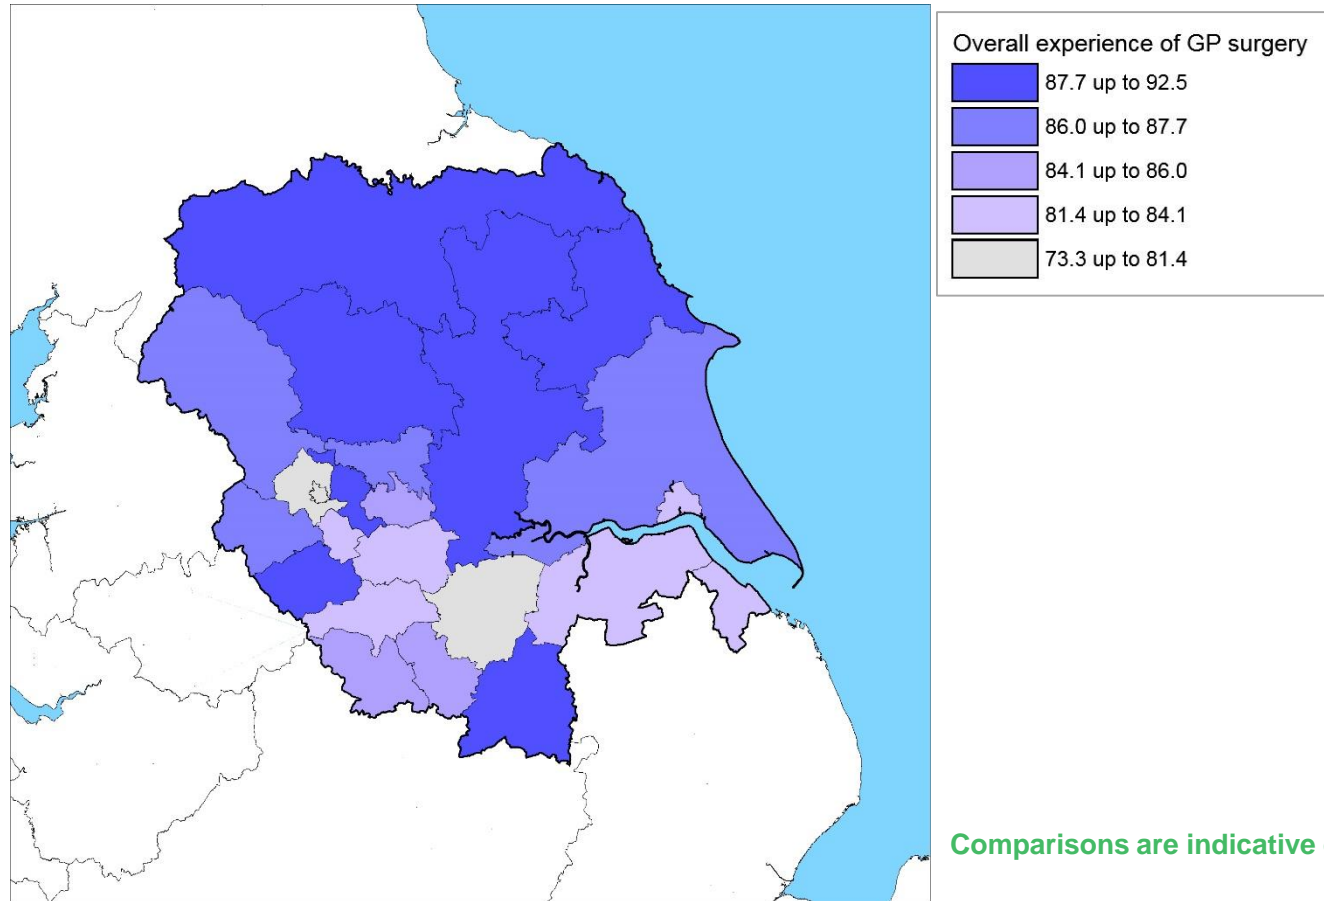 Overall experience of GP surgery
87.7 up to 92.5
86.0 up to 87.7
84.1 up to 86.0
81.4 up to 84.1
73.3 up to 81.4
Comparisons are indicative